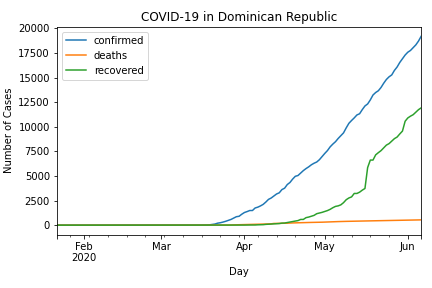 COVID-19 in Dominican Republic
confirmed
deaths
recovered
Number of Cases
20000
17500
15000
12500
10000
7500
5000
2500
0
Feb
2020
Mar
Apr
May
Jun
Day